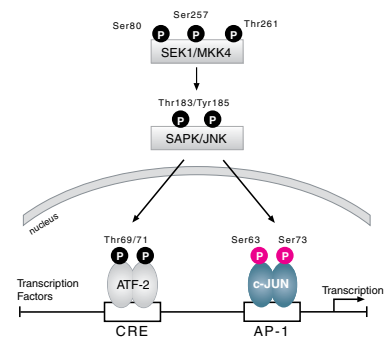 Ser257
Ser80
Thr261
P P P
SEK1/MKK4
Thr183/Tyr185
P P
SAPK/JNK
nucleus
Thr69/71
Ser63 Ser73
P P
P P
ATF-2
c-JUN
Transcription
Factors
Transcription
CRE
AP-1